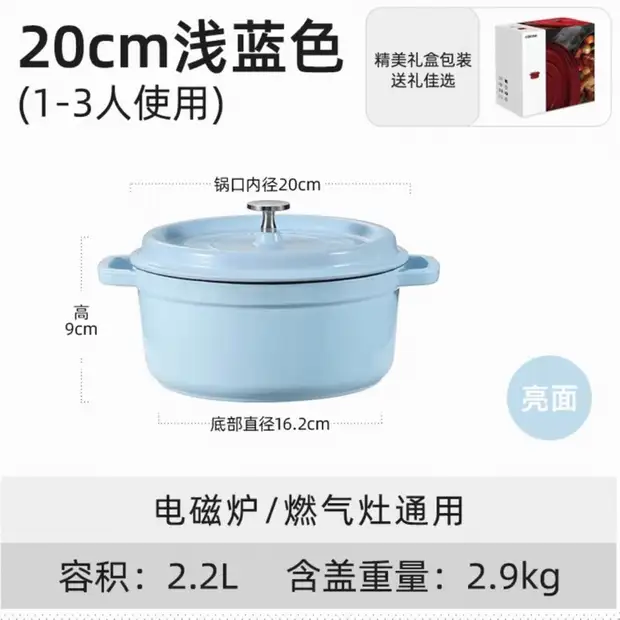 20cm浅蓝色
(1-3人使用)
精美礼盒包装
送礼佳选
锅口内径20cm
高
9cm
底部直径16.2cm
亮面
电磁炉/燃气灶通用
容积：2.2L 含盖重量：2.9kg